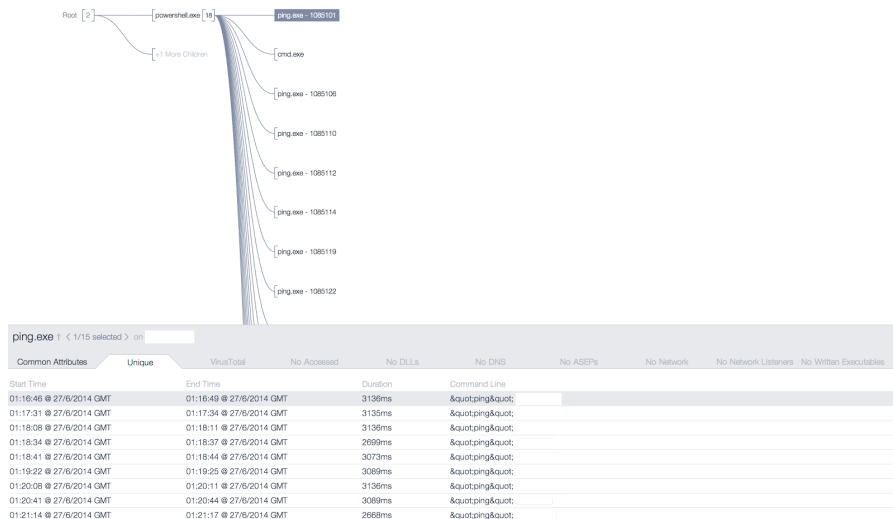 Root [ 2 ] powershell.exe [ 18 ] ping.exe - 1085101
+1 More Children cmd.exe
ping.exe - 1085106
ping.exe - 1085110
ping.exe - 1085112
ping.exe - 1085114
ping.exe - 1085119
ping.exe - 1085122
ping.exe † < 1/15 selected > on
Common Attributes Unique VirusTotal No Accessed No DLLs No DNS No ASEPs No Network No Network Listeners No Written Executables
Start Time End Time Duration Command Line
01:16:46 @ 27/6/2014 GMT 01:16:49 @ 27/6/2014 GMT 3136ms &quot;ping&quot;
01:17:31 @ 27/6/2014 GMT 01:17:34 @ 27/6/2014 GMT 3135ms &quot;ping&quot;
01:18:08 @ 27/6/2014 GMT 01:18:11 @ 27/6/2014 GMT 3136ms &quot;ping&quot;
01:18:34 @ 27/6/2014 GMT 01:18:37 @ 27/6/2014 GMT 2699ms &quot;ping&quot;
01:18:41 @ 27/6/2014 GMT 01:18:44 @ 27/6/2014 GMT 3073ms &quot;ping&quot;
01:19:22 @ 27/6/2014 GMT 01:19:25 @ 27/6/2014 GMT 3089ms &quot;ping&quot;
01:20:08 @ 27/6/2014 GMT 01:20:11 @ 27/6/2014 GMT 3136ms &quot;ping&quot;
01:20:41 @ 27/6/2014 GMT 01:20:44 @ 27/6/2014 GMT 3089ms &quot;ping&quot;
01:21:14 @ 27/6/2014 GMT 01:21:17 @ 27/6/2014 GMT 2668ms &quot;ping&quot;